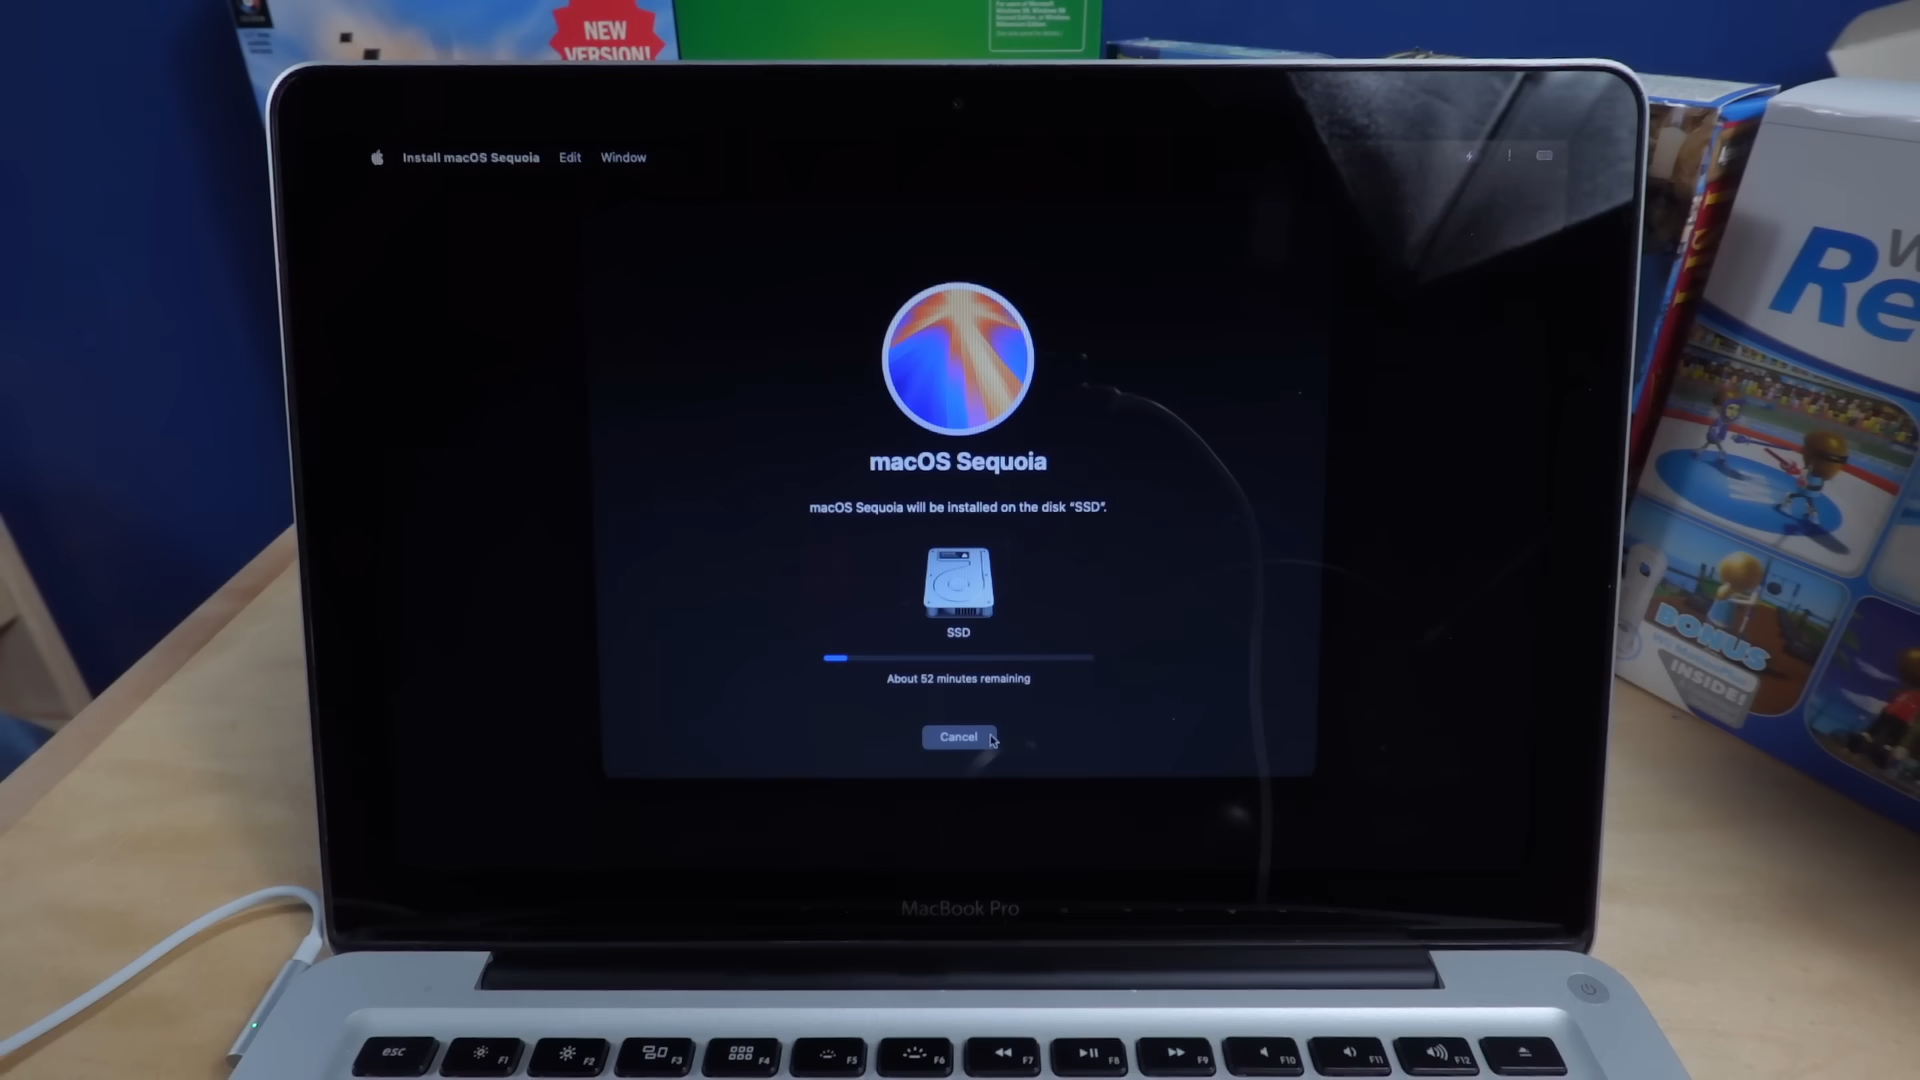 NEW
VERSION!
Install macOS Sequoia Edit Window
macOS Sequoia
macOS Sequoia will be installed on the disk “SSD”.
SSD
About 52 minutes remaining
Cancel
MacBook Pro
Re
BONUS
INSIDE!
esc F1 F2 F3 F4 F5 F6 F7 F8 F9 F10 F11 F12